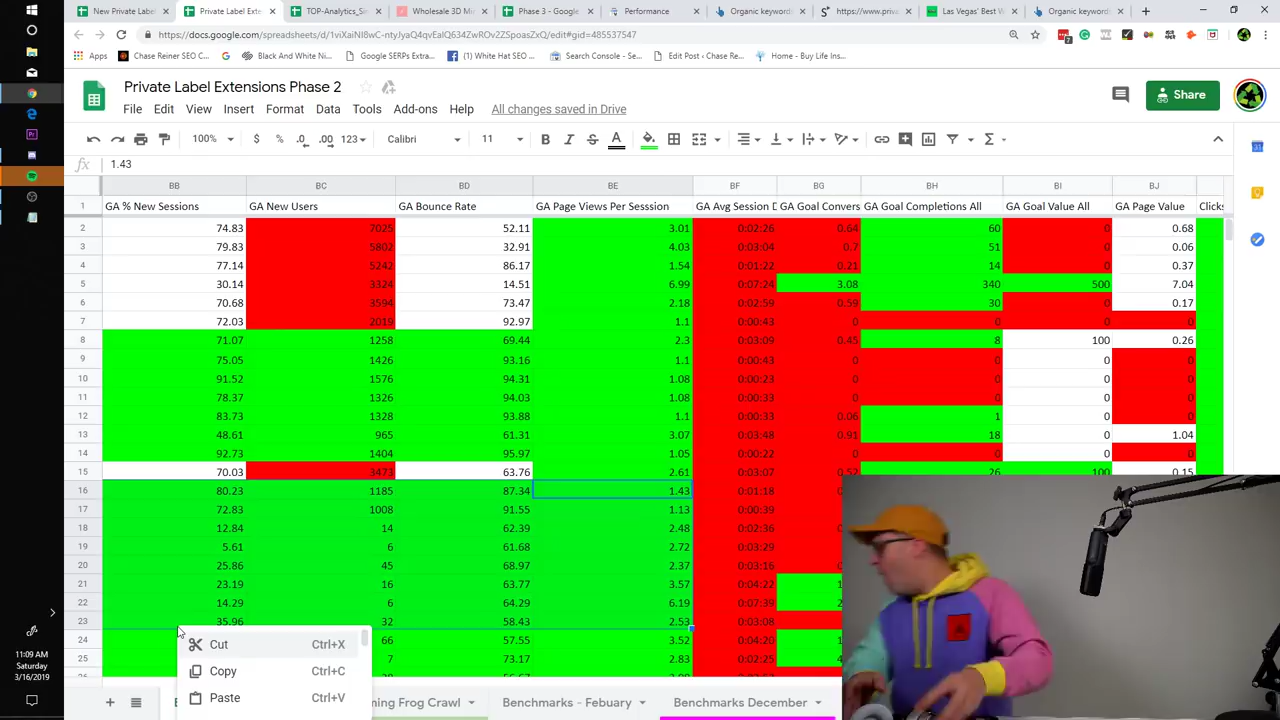 New Private Label
Private Label Extensions
TOP-Analytics_Si
Wholesale 3D Mi
Phase 3 - Google
Performance
Organic keyword
https://www.priva
Las Vegas' Best W
Organic keyword
https://docs.google.com/spreadsheets/d/1viXaiNI8wC-ntyJyaQ4qvEaIQ634ZwROv2ZSpoasZxQ/edit#gid=485537547
Apps
Chase Reiner SEO ...
Black And White Ni...
Google SERPs Extra...
(1) White Hat SEO ...
Search Console - Se...
Edit Post ‹ Chase Re...
Home - Buy Life Ins...
Private Label Extensions Phase 2
Share
File Edit View Insert Format Data Tools Add-ons Help All changes saved in Drive
100% $ % .0 .00 123 Calibri 11 B I S A
fx 1.43
BB BC BD BE BF BG BH BI BJ
1 GA % New Sessions GA New Users GA Bounce Rate GA Page Views Per Sesssion GA Avg Session D GA Goal Convers GA Goal Completions All GA Goal Value All GA Page Value Clicks
2 74.83 7025 52.11 3.01 0:02:26 0.64 60 0 0.68
3 79.83 5802 32.91 4.03 0:03:04 0.7 51 0 0.06
4 77.14 5242 86.17 1.54 0:01:22 0.21 14 0 0.37
5 30.14 3324 14.51 6.99 0:07:24 3.08 340 500 7.04
6 70.68 3594 73.47 2.18 0:02:59 0.59 30 0 0.17
7 72.03 2019 92.97 1.1 0:00:43 0 0 0 0
8 71.07 1258 69.44 2.3 0:03:09 0.45 8 100 0.26
9 75.05 1426 93.16 1.1 0:00:43 0 0 0 0
10 91.52 1576 94.31 1.08 0:00:23 0 0 0 0
11 78.37 1326 94.03 1.08 0:00:33 0 0 0 0
12 83.73 1328 93.88 1.1 0:00:33 0.06 1 0 0
13 48.61 965 61.31 3.07 0:03:48 0.91 18 0 1.04
14 92.73 1404 95.97 1.05 0:00:22 0 0 0 0
15 70.03 3473 63.76 2.61 0:03:07 0.52 26 100 0.15
16 80.23 1185 87.34 1.43 0:01:18
17 72.83 1008 91.55 1.13 0:00:39
18 12.84 14 62.39 2.48 0:02:36
19 5.61 6 61.68 2.72 0:03:29
20 25.86 45 68.97 2.37 0:03:16
21 23.19 16 63.77 3.57 0:04:22
22 14.29 6 64.29 6.19 0:07:39
23 35.96 32 58.43 2.53 0:03:08
24 66 57.55 3.52 0:04:20
25 7 73.17 2.83 0:02:25
Cut Ctrl+X
Copy Ctrl+C
Paste Ctrl+V
ning Frog Crawl
Benchmarks - Febuary
Benchmarks December
11:09 AM
Saturday
3/16/2019